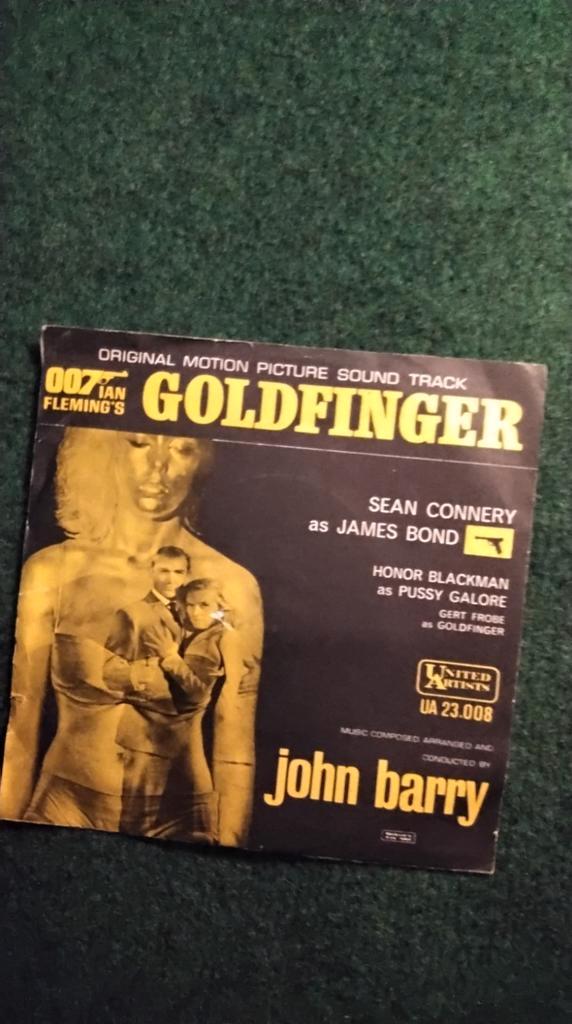 ORIGINAL MOTION PICTURE SOUND TRACK
007 IAN
FLEMING'S
GOLDFINGER
SEAN CONNERY
as JAMES BOND
HONOR BLACKMAN
as PUSSY GALORE
GERT FROBE
as GOLDFINGER
UNITED
ARTISTS
UA 23.008
MUSIC COMPOSED, ARRANGED AND
CONDUCTED BY
john barry